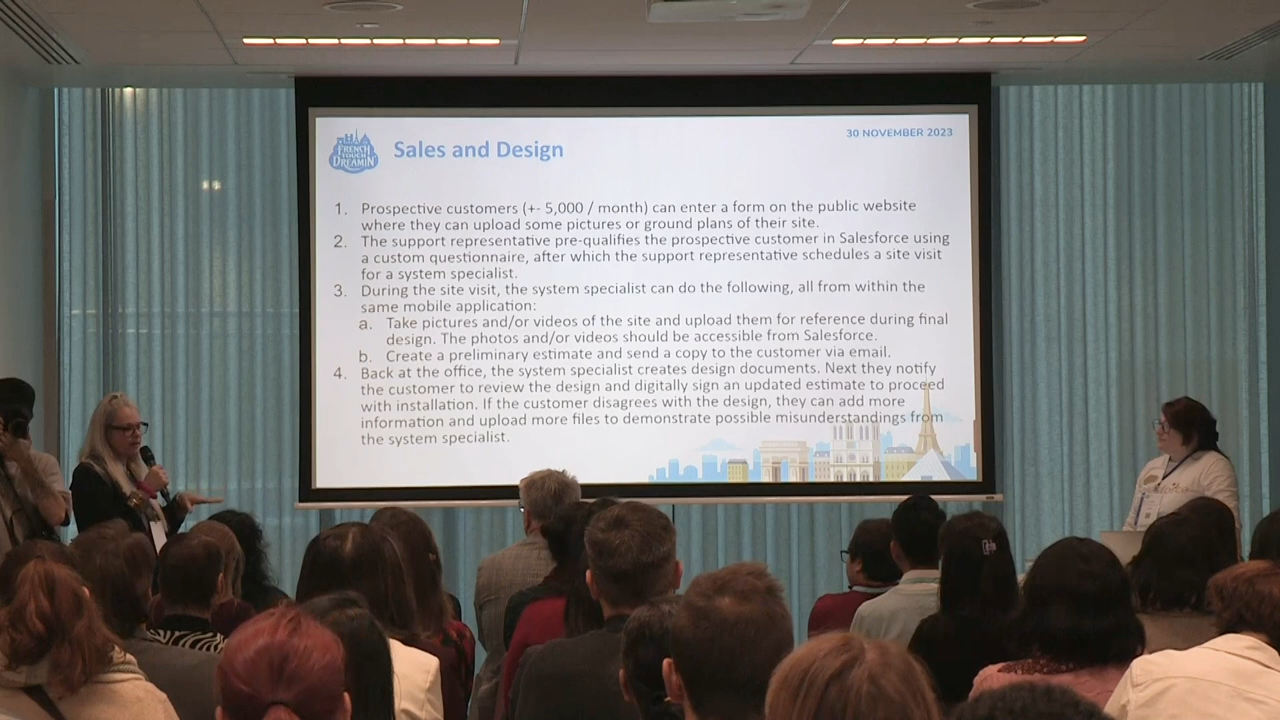 FRENCH
TOUCH
DREAMIN'
Sales and Design
30 NOVEMBER 2023
1. Prospective customers (+- 5,000 / month) can enter a form on the public website
where they can upload some pictures or ground plans of their site.
2. The support representative pre-qualifies the prospective customer in Salesforce using
a custom questionnaire, after which the support representative schedules a site visit
for a system specialist.
3. During the site visit, the system specialist can do the following, all from within the
same mobile application:
a. Take pictures and/or videos of the site and upload them for reference during final
design. The photos and/or videos should be accessible from Salesforce.
b. Create a preliminary estimate and send a copy to the customer via email.
4. Back at the office, the system specialist creates design documents. Next they notify
the customer to review the design and digitally sign an updated estimate to proceed
with installation. If the customer disagrees with the design, they can add more
information and upload more files to demonstrate possible misunderstandings from
the system specialist.